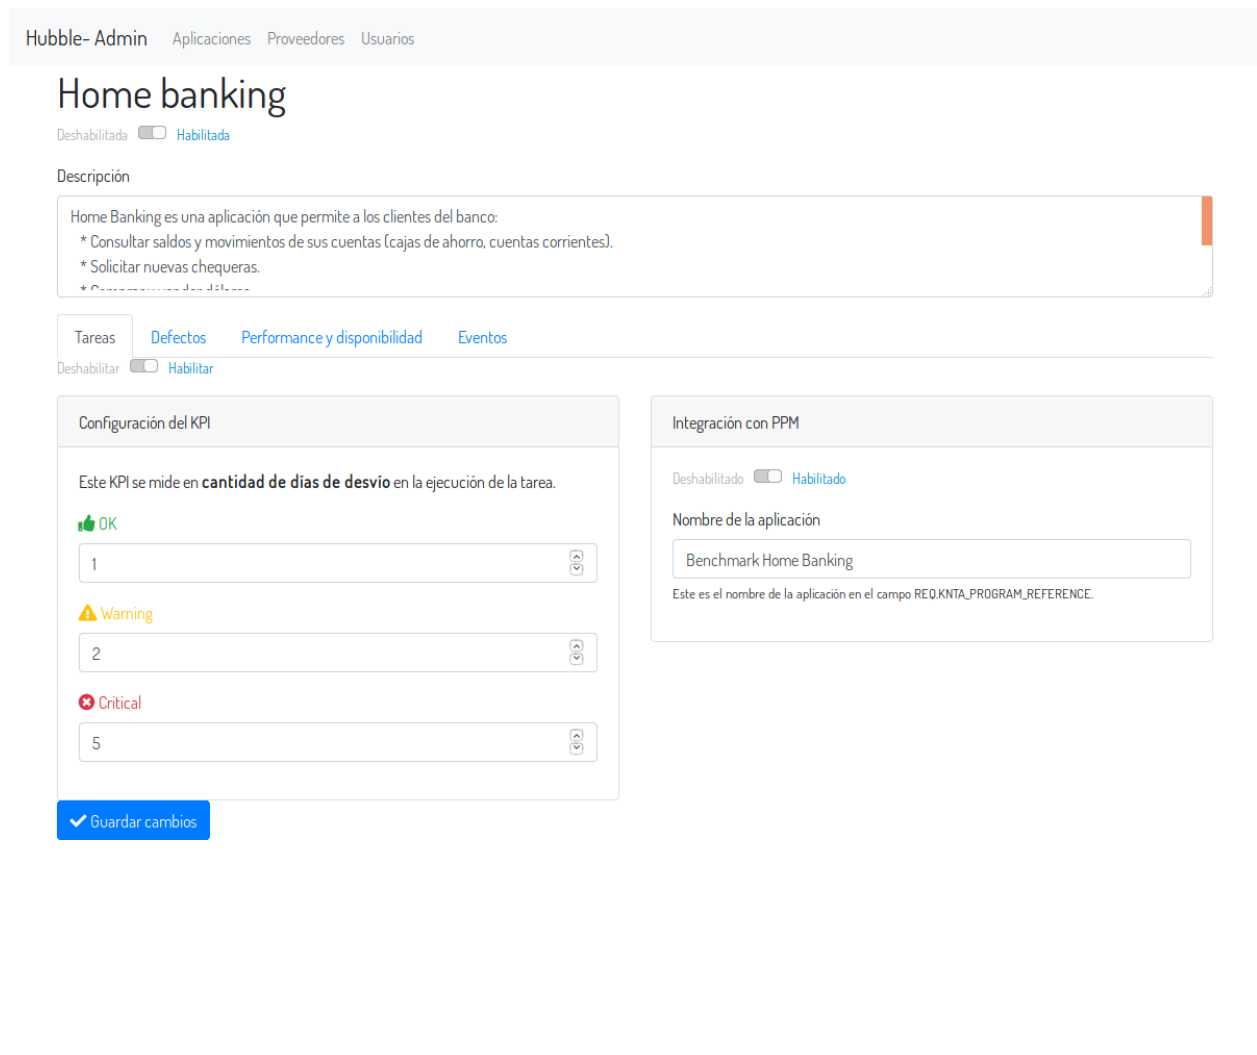 Hubble- Admin Aplicaciones Proveedores Usuarios
Home banking
Deshabilitada Habilitada
Descripción
Home Banking es una aplicación que permite a los clientes del banco:
* Consultar saldos y movimientos de sus cuentas (cajas de ahorro, cuentas corrientes).
* Solicitar nuevas chequeras.
* Comprar y vender dólares.
Tareas Defectos Performance y disponibilidad Eventos
Deshabilitar Habilitar
Configuración del KPI
Este KPI se mide en cantidad de días de desvío en la ejecución de la tarea.
OK
1
Warning
2
Critical
5
Guardar cambios
Integración con PPM
Deshabilitado Habilitado
Nombre de la aplicación
Benchmark Home Banking
Este es el nombre de la aplicación en el campo REQ.KNTA_PROGRAM_REFERENCE.